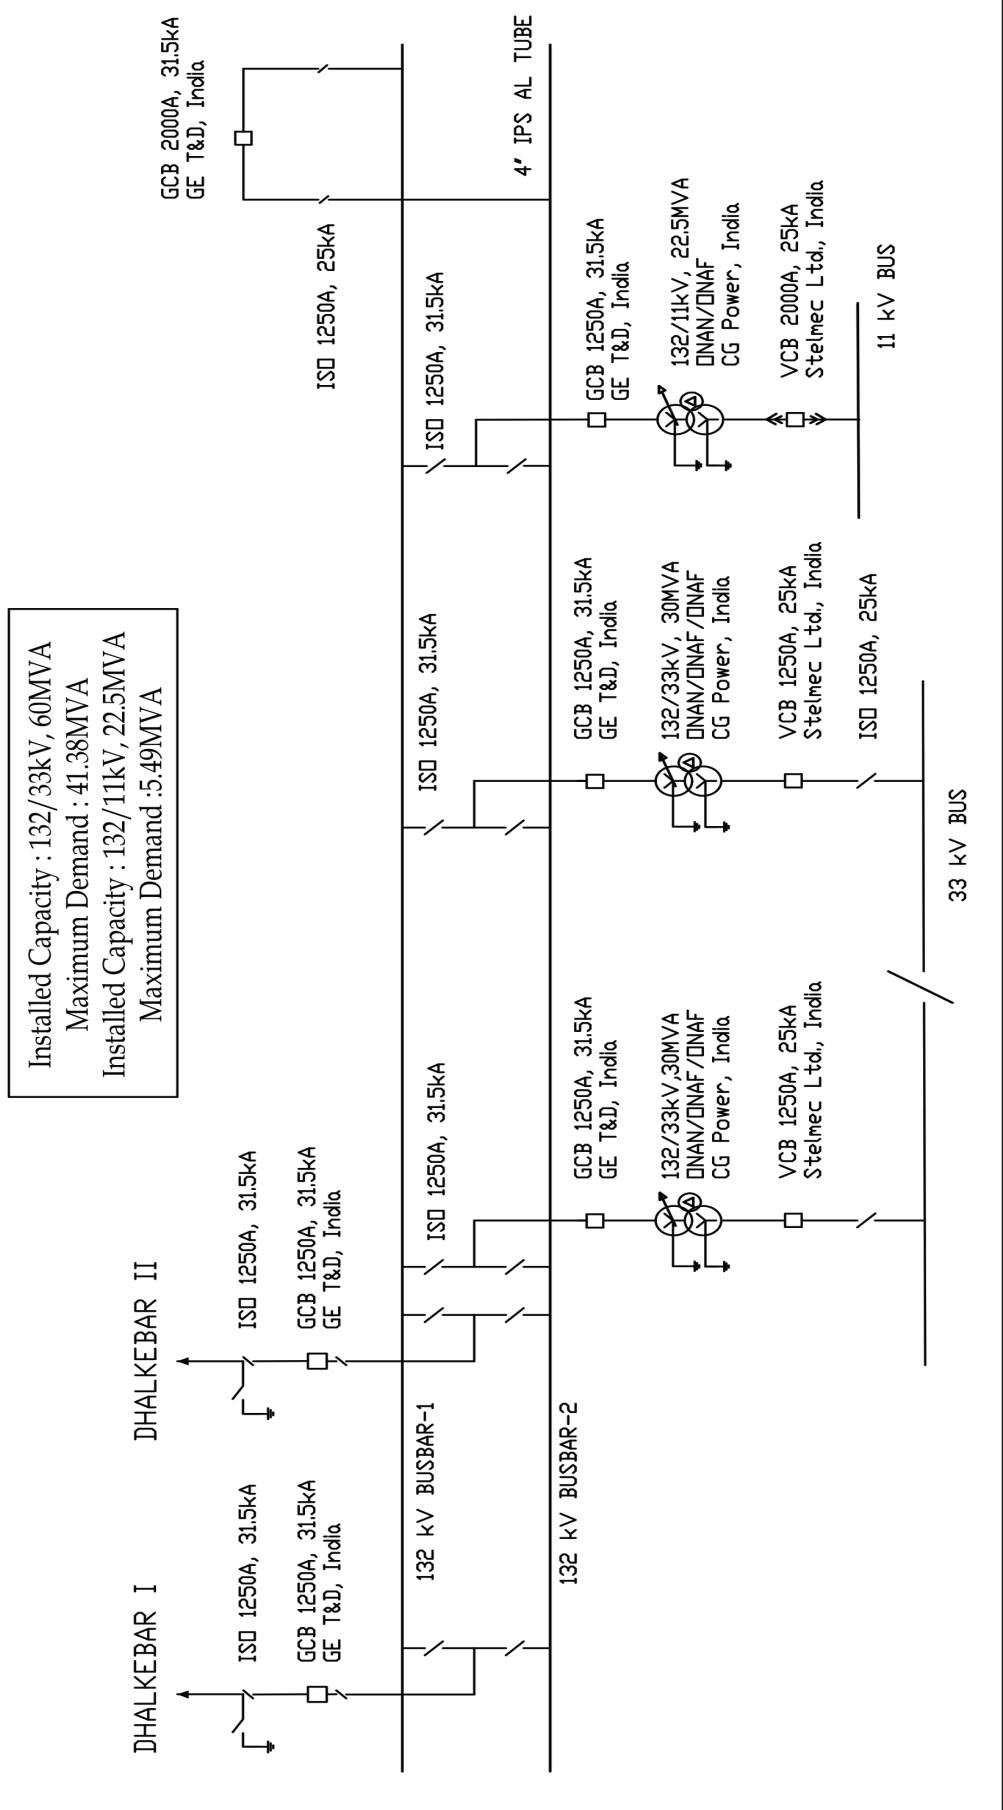 Installed Capacity : 132/33kV, 60MVA
Maximum Demand : 41.38MVA
Installed Capacity : 132/11kV, 22.5MVA
Maximum Demand :5.49MVA
DHALKEBAR I
ISO 1250A, 31.5kA
GCB 1250A, 31.5kA
GE T&D, India
DHALKEBAR II
ISO 1250A, 31.5kA
GCB 1250A, 31.5kA
GE T&D, India
GCB 2000A, 31.5kA
GE T&D, India
ISO 1250A, 25kA
132 kV BUSBAR-1
ISO 1250A, 31.5kA
ISO 1250A, 31.5kA
ISO 1250A, 31.5kA
4' IPS AL TUBE
132 kV BUSBAR-2
GCB 1250A, 31.5kA
GE T&D, India
132/33kV,30MVA
ONAN/ONAF/ONAF
CG Power, India
VCB 1250A, 25kA
Stelmec Ltd., India
GCB 1250A, 31.5kA
GE T&D, India
132/33kV, 30MVA
ONAN/ONAF/ONAF
CG Power, India
VCB 1250A, 25kA
Stelmec Ltd., India
ISO 1250A, 25kA
GCB 1250A, 31.5kA
GE T&D, India
132/11kV, 22.5MVA
ONAN/ONAF
CG Power, India
VCB 2000A, 25kA
Stelmec Ltd., India
11 kV BUS
33 kV BUS